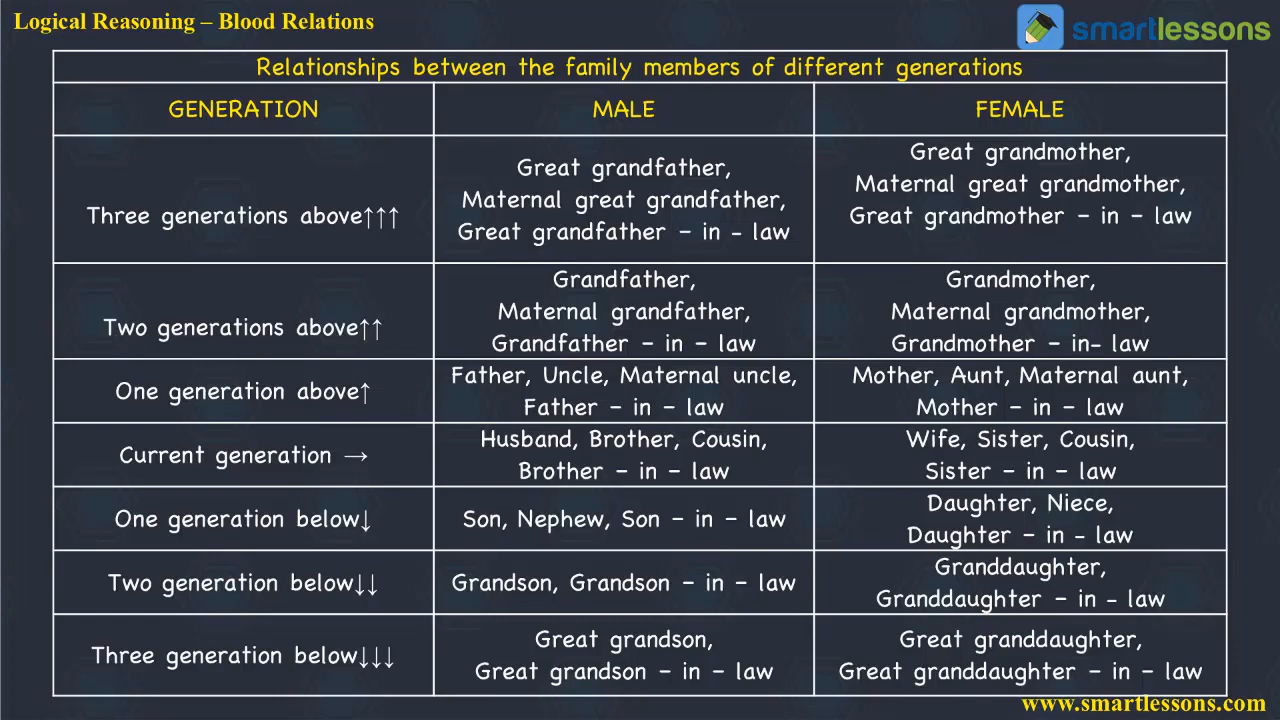 Logical Reasoning – Blood Relations
smartlessons
Relationships between the family members of different generations
GENERATION
MALE
FEMALE
Three generations above↑↑↑
Great grandfather,
Maternal great grandfather,
Great grandfather – in – law
Great grandmother,
Maternal great grandmother,
Great grandmother – in – law
Two generations above↑↑
Grandfather,
Maternal grandfather,
Grandfather – in – law
Grandmother,
Maternal grandmother,
Grandmother – in– law
One generation above↑
Father, Uncle, Maternal uncle,
Father – in – law
Mother, Aunt, Maternal aunt,
Mother – in – law
Current generation →
Husband, Brother, Cousin,
Brother – in – law
Wife, Sister, Cousin,
Sister – in – law
One generation below↓
Son, Nephew, Son – in – law
Daughter, Niece,
Daughter – in – law
Two generation below↓↓
Grandson, Grandson – in – law
Granddaughter,
Granddaughter – in – law
Three generation below↓↓↓
Great grandson,
Great grandson – in – law
Great granddaughter,
Great granddaughter – in – law
www.smartlessons.com